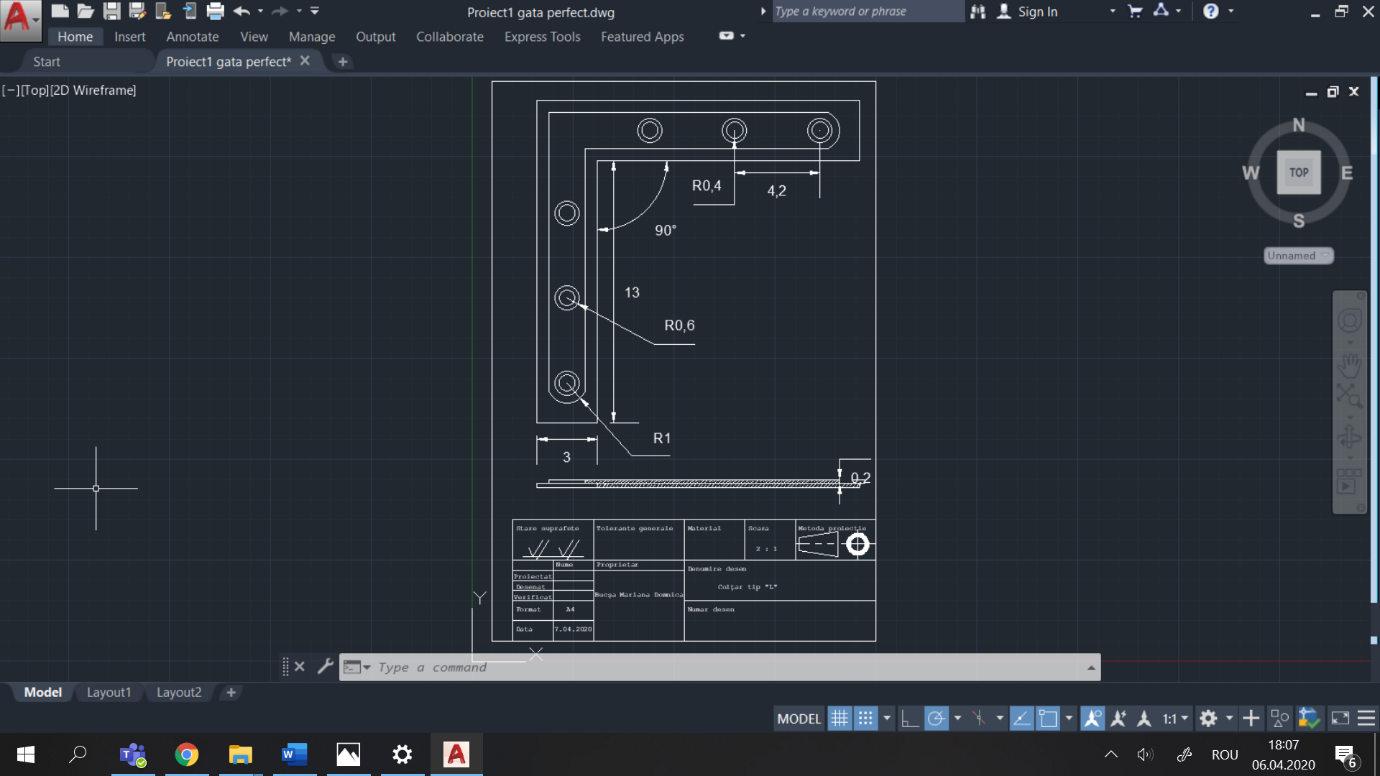 Proiect1 gata perfect.dwg
Type a keyword or phrase
Sign In
Home Insert Annotate View Manage Output Collaborate Express Tools Featured Apps
Start
Proiect1 gata perfect*
[−][Top][2D Wireframe]
N
W TOP E
S
Unnamed
R0,4
4,2
90°
13
R0,6
R1
3
0,2
Stare suprafete
Tolerante generale
Material
Scara
2 : 1
Metoda proiectie
Nume
Proiectat
Desenat
Verificat
Format A4
Data 7.04.2020
Proprietar
Denumire desen
Colțar tip "L"
Numar desen
Y
X
Type a command
Model Layout1 Layout2
MODEL
1:1
ROU
18:07
06.04.2020
6